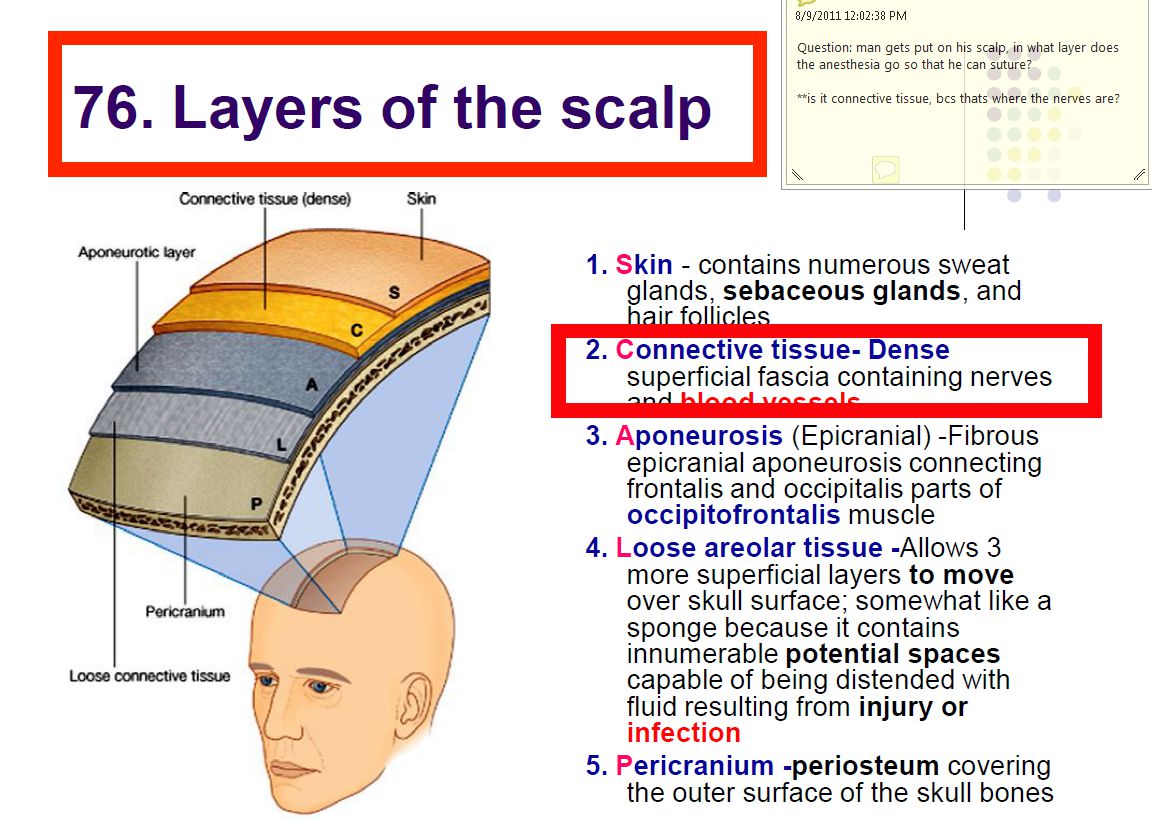 8/9/2011 12:02:38 PM
Question: man gets put on his scalp, in what layer does
the anesthesia go so that he can suture?
**is it connective tissue, bcs thats where the nerves are?
76. Layers of the scalp
Connective tissue (dense)
Skin
Aponeurotic layer
S
C
A
L
P
Pericranium
Loose connective tissue
1. Skin - contains numerous sweat
glands, sebaceous glands, and
hair follicles
2. Connective tissue- Dense
superficial fascia containing nerves
and blood vessels
3. Aponeurosis (Epicranial) -Fibrous
epicranial aponeurosis connecting
frontalis and occipitalis parts of
occipitofrontalis muscle
4. Loose areolar tissue -Allows 3
more superficial layers to move
over skull surface; somewhat like a
sponge because it contains
innumerable potential spaces
capable of being distended with
fluid resulting from injury or
infection
5. Pericranium -periosteum covering
the outer surface of the skull bones